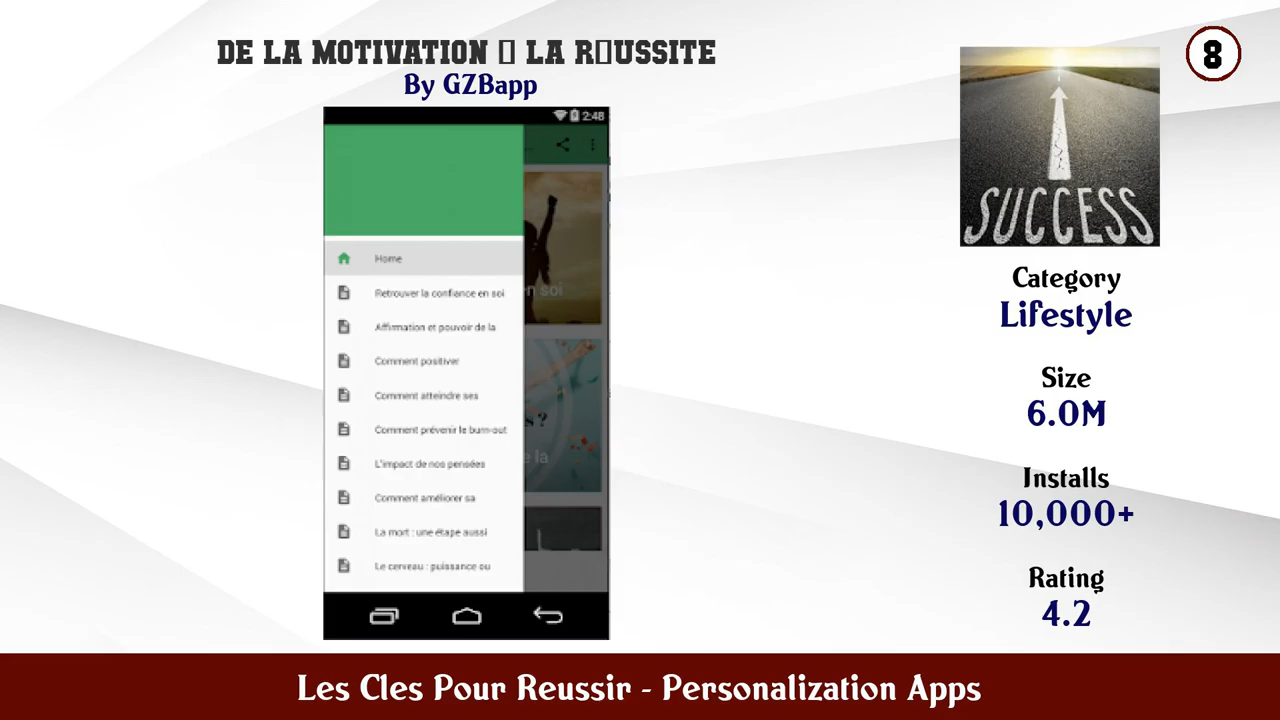 DE LA MOTIVATION □ LA R□USSITE
By GZBapp
8
2:48
Home
Retrouver la confiance en soi
Affirmation et pouvoir de la
Comment positiver
Comment atteindre ses
Comment prévenir le burn-out
L'impact de nos pensées
Comment améliorer sa
La mort : une étape aussi
Le cerveau : puissance ou
n soi
s?
e la
SUCCESS
Category
Lifestyle
Size
6.0M
Installs
10,000+
Rating
4.2
Les Cles Pour Reussir - Personalization Apps